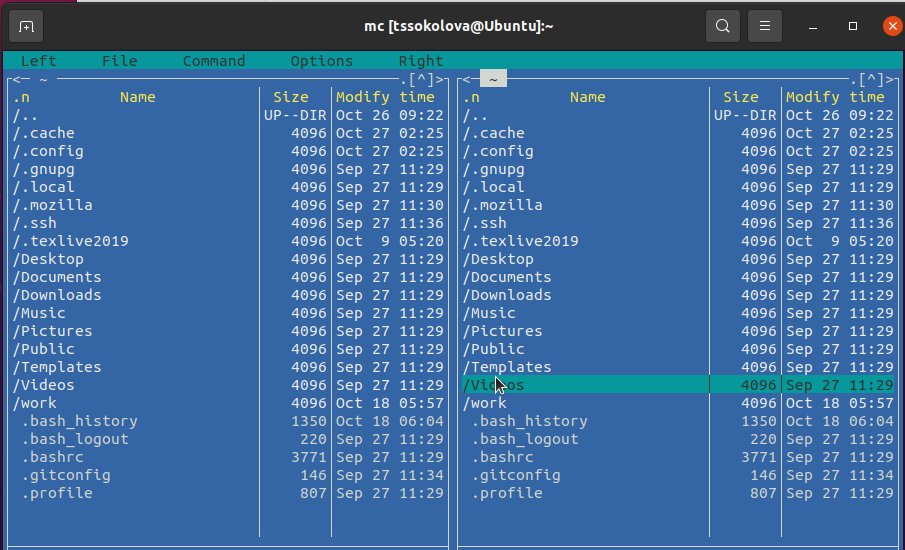 mc [tssokolova@Ubuntu]:~
Left File Command Options Right
<─ ~ .[^]> <─ ~ .[^]>
.n Name Size Modify time .n Name Size Modify time
/.. UP--DIR Oct 26 09:22 /.. UP--DIR Oct 26 09:22
/.cache 4096 Oct 27 02:25 /.cache 4096 Oct 27 02:25
/.config 4096 Oct 27 02:25 /.config 4096 Oct 27 02:25
/.gnupg 4096 Sep 27 11:29 /.gnupg 4096 Sep 27 11:29
/.local 4096 Sep 27 11:29 /.local 4096 Sep 27 11:29
/.mozilla 4096 Sep 27 11:30 /.mozilla 4096 Sep 27 11:30
/.ssh 4096 Sep 27 11:36 /.ssh 4096 Sep 27 11:36
/.texlive2019 4096 Oct 9 05:20 /.texlive2019 4096 Oct 9 05:20
/Desktop 4096 Sep 27 11:29 /Desktop 4096 Sep 27 11:29
/Documents 4096 Sep 27 11:29 /Documents 4096 Sep 27 11:29
/Downloads 4096 Sep 27 11:29 /Downloads 4096 Sep 27 11:29
/Music 4096 Sep 27 11:29 /Music 4096 Sep 27 11:29
/Pictures 4096 Sep 27 11:29 /Pictures 4096 Sep 27 11:29
/Public 4096 Sep 27 11:29 /Public 4096 Sep 27 11:29
/Templates 4096 Sep 27 11:29 /Templates 4096 Sep 27 11:29
/Videos 4096 Sep 27 11:29 /Videos 4096 Sep 27 11:29
/work 4096 Oct 18 05:57 /work 4096 Oct 18 05:57
.bash_history 1350 Oct 18 06:04 .bash_history 1350 Oct 18 06:04
.bash_logout 220 Sep 27 11:29 .bash_logout 220 Sep 27 11:29
.bashrc 3771 Sep 27 11:29 .bashrc 3771 Sep 27 11:29
.gitconfig 146 Sep 27 11:34 .gitconfig 146 Sep 27 11:34
.profile 807 Sep 27 11:29 .profile 807 Sep 27 11:29